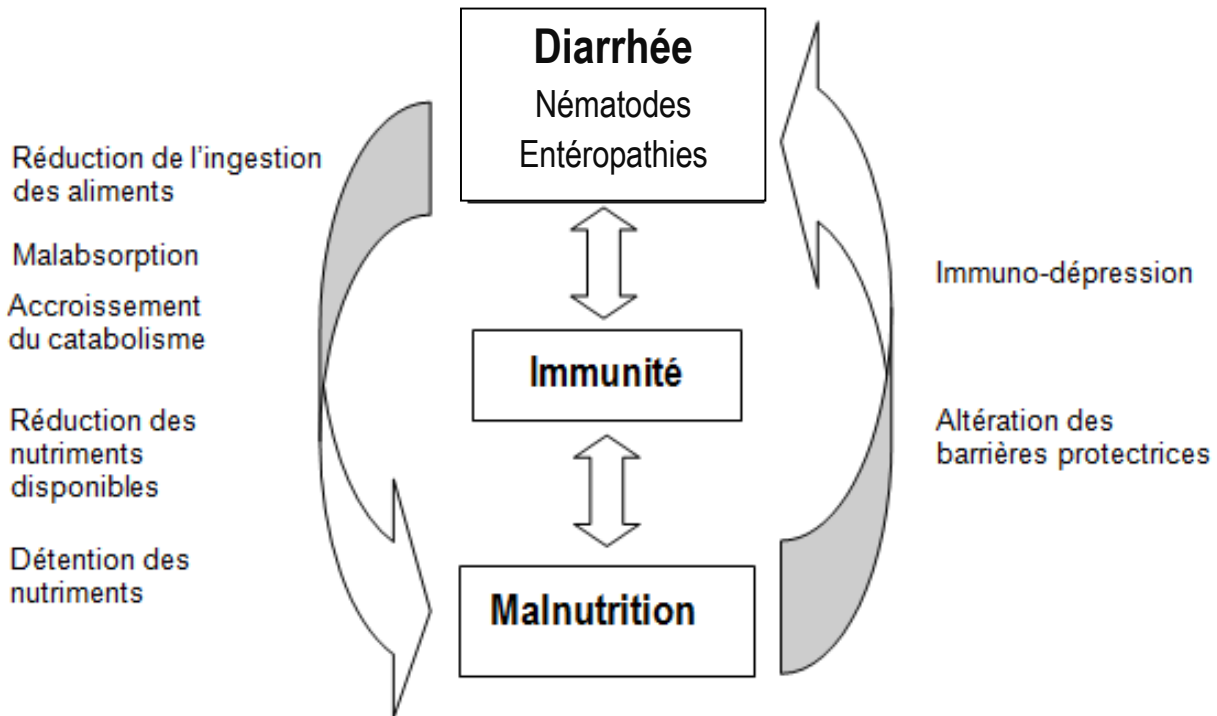 Diarrhée
Nématodes
Entéropathies
Réduction de l'ingestion
des aliments
Malabsorption
Accroissement
du catabolisme
Réduction des
nutriments
disponibles
Détention des
nutriments
Immunité
Malnutrition
Immuno-dépression
Altération des
barrières protectrices